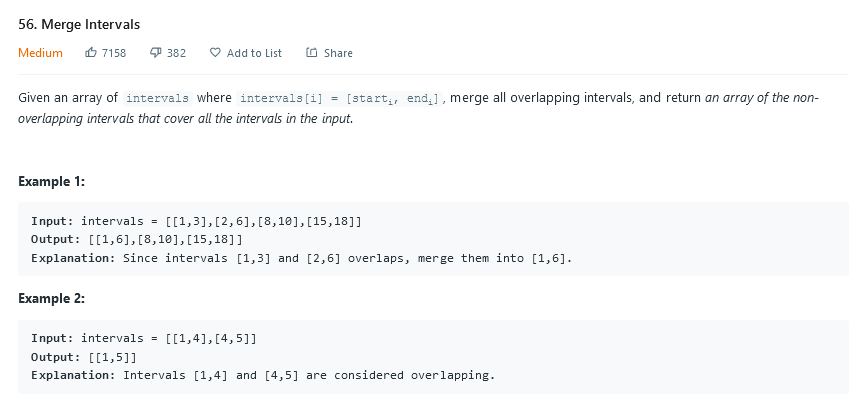 56. Merge Intervals
Medium 7158 382 Add to List Share
Given an array of intervals where intervals[i] = [starti, endi], merge all overlapping intervals, and return an array of the non-
overlapping intervals that cover all the intervals in the input.
Example 1:
Input: intervals = [[1,3],[2,6],[8,10],[15,18]]
Output: [[1,6],[8,10],[15,18]]
Explanation: Since intervals [1,3] and [2,6] overlaps, merge them into [1,6].
Example 2:
Input: intervals = [[1,4],[4,5]]
Output: [[1,5]]
Explanation: Intervals [1,4] and [4,5] are considered overlapping.